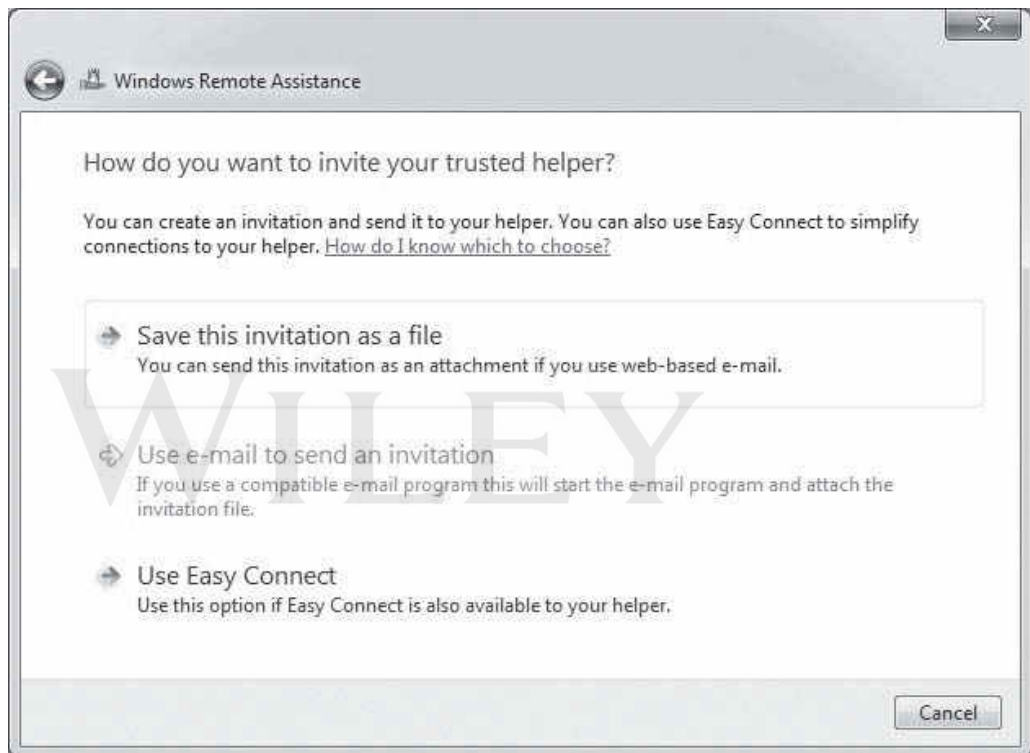 Windows Remote Assistance
How do you want to invite your trusted helper?
You can create an invitation and send it to your helper. You can also use Easy Connect to simplify
connections to your helper. How do I know which to choose?
Save this invitation as a file
You can send this invitation as an attachment if you use web-based e-mail.
WILEY
Use e-mail to send an invitation
If you use a compatible e-mail program this will start the e-mail program and attach the
invitation file.
Use Easy Connect
Use this option if Easy Connect is also available to your helper.
Cancel